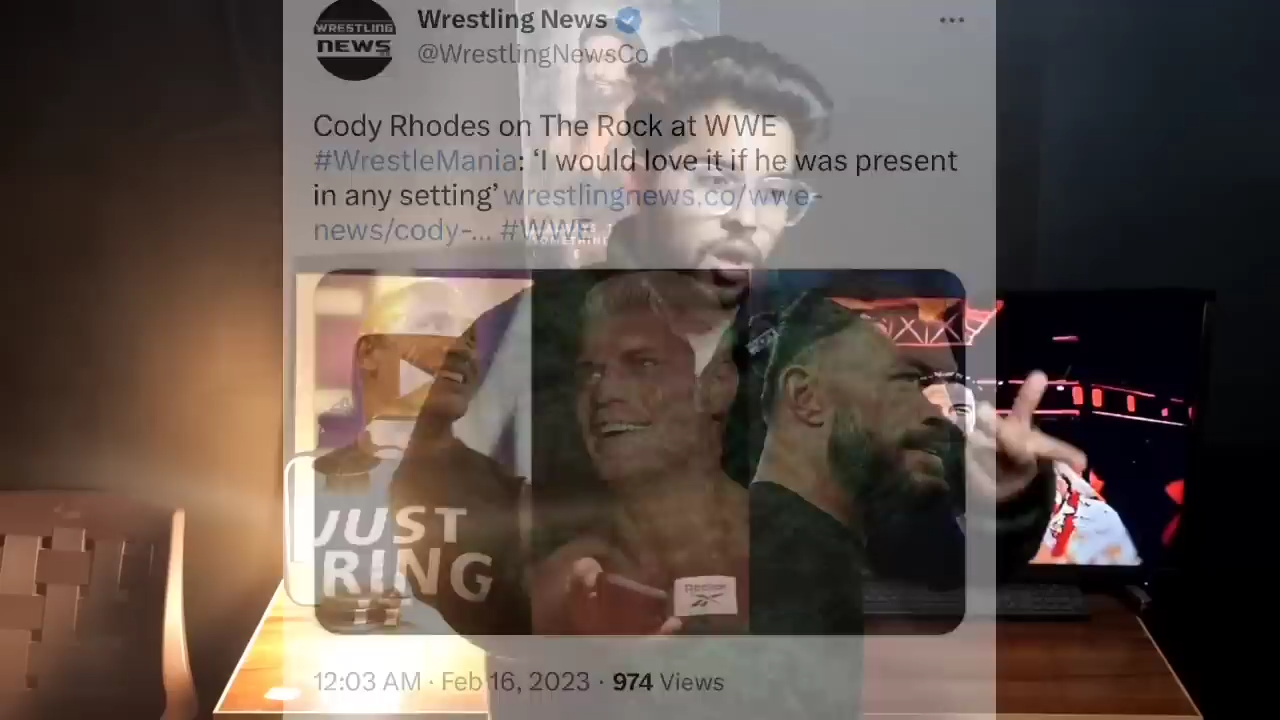 WRESTLING
NEWS
Wrestling News
@WrestlingNewsCo
Cody Rhodes on The Rock at WWE
#WrestleMania: ‘I would love it if he was present
in any setting’ wrestlingnews.co/wwe-
news/cody-... #WWE
SOMETHING
JUST
RING
Reebok
12:03 AM · Feb 16, 2023 · 974 Views